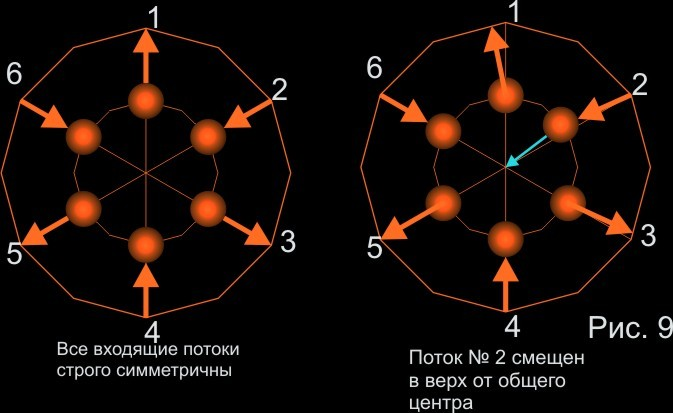 1
6
2
5
3
4
Все входящие потоки
строго симметричны
1
6
2
5
3
4
Рис. 9
Поток № 2 смещен
в верх от общего
центра